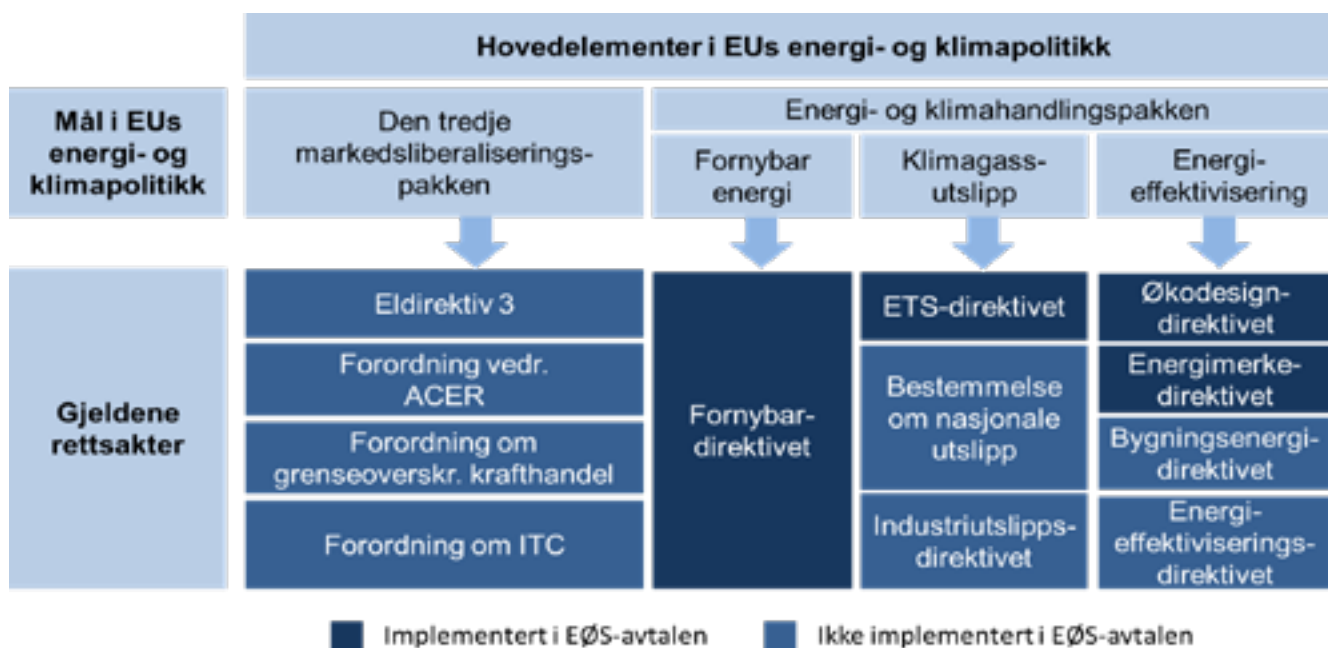 Hovedelementer i EUs energi- og klimapolitikk
Mål i EUs
energi- og
klimapolitikk
Den tredje
markedsliberaliserings-
pakken
Energi- og klimahandlingspakken
Fornybar
energi
Klimagass-
utslipp
Energi-
effektivisering
Gjeldene
rettsakter
Eldirektiv 3
Forordning vedr.
ACER
Forordning om
grenseoverskr. krafthandel
Forordning om ITC
Fornybar-
direktivet
ETS-direktivet
Bestemmelse
om nasjonale
utslipp
Industriutslipps-
direktivet
Økodesign-
direktivet
Energimerke-
direktivet
Bygningsenergi-
direktivet
Energi-
effektiviserings-
direktivet
Implementert i EØS-avtalen
Ikke implementert i EØS-avtalen